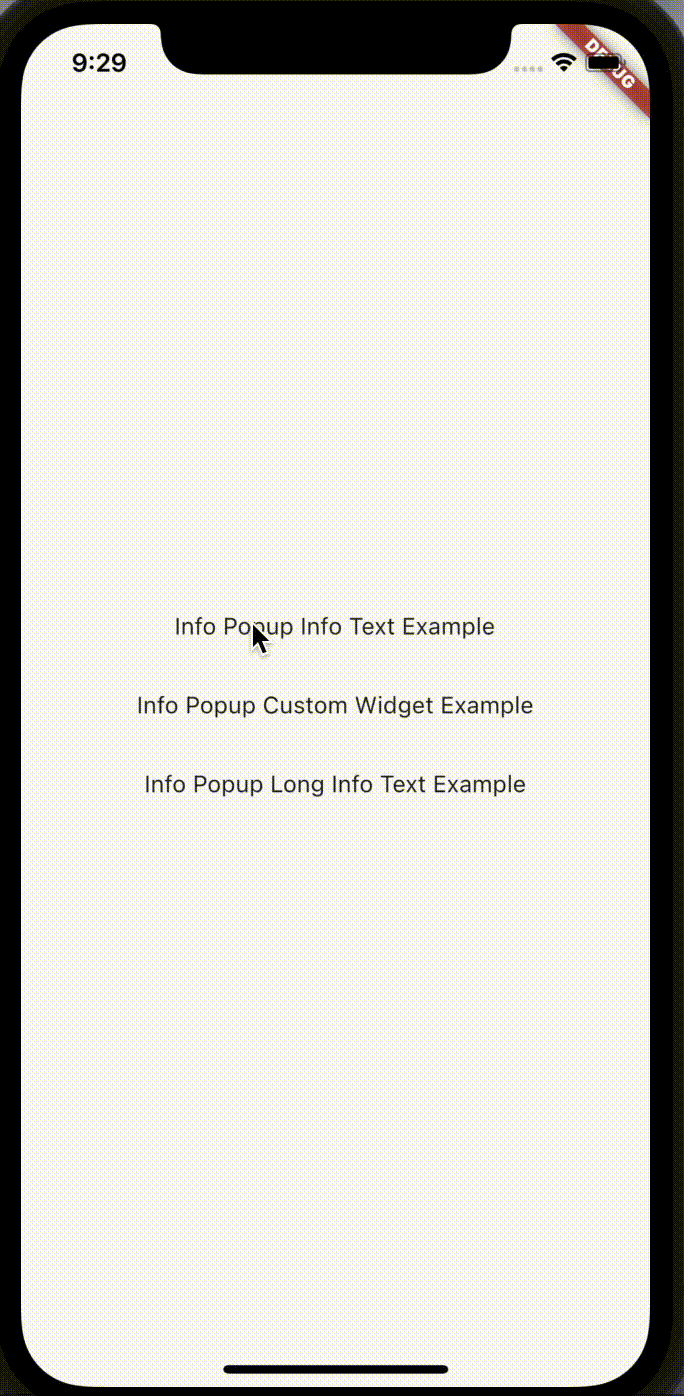 9:29
DEBUG
Info Popup Info Text Example
Info Popup Custom Widget Example
Info Popup Long Info Text Example